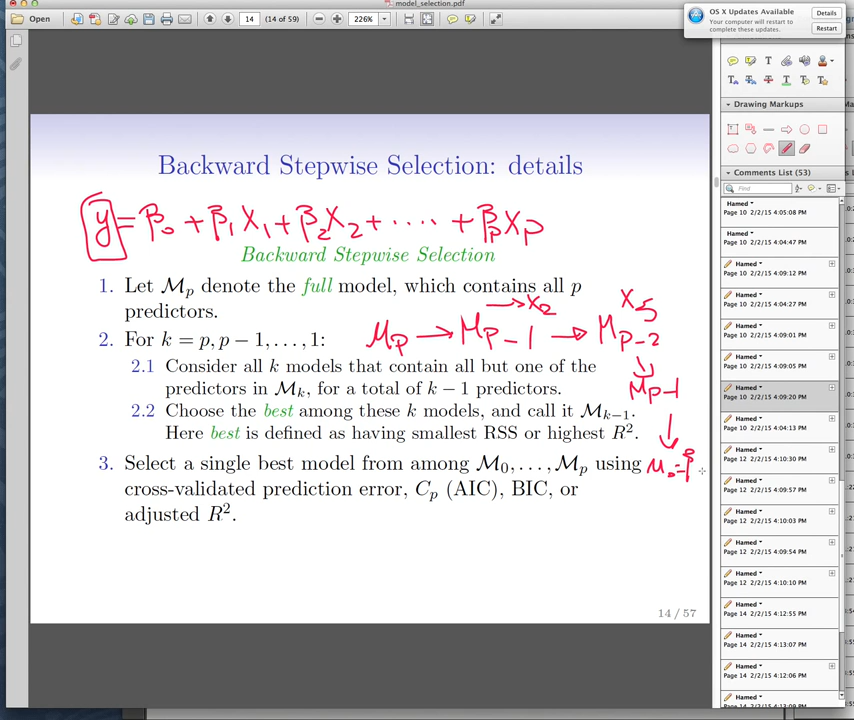 model_selection.pdf
Open
14
(14 of 59)
226%
OS X Updates Available
Your computer will restart to complete these updates.
Details
Restart
Backward Stepwise Selection: details
y = β₀ + β₁X₁ + β₂X₂ + .... + βₚXₚ
Backward Stepwise Selection
1. Let Mₚ denote the full model, which contains all p
predictors.
→X₂ X₅
2. For k = p, p − 1, . . . , 1:
Mₚ → Mₚ₋₁ → Mₚ₋₂
2.1 Consider all k models that contain all but one of the
predictors in Mₖ, for a total of k − 1 predictors.
Mₚ₋₁
2.2 Choose the best among these k models, and call it Mₖ₋₁.
Here best is defined as having smallest RSS or highest R².
3. Select a single best model from among M₀, . . . , Mₚ using
cross-validated prediction error, Cₚ (AIC), BIC, or
adjusted R².
14 / 57
Drawing Markups
Comments List (53)
Find
Hamed
Page 10 2/2/15 4:05:08 PM
Hamed
Page 10 2/2/15 4:04:47 PM
Hamed
Page 10 2/2/15 4:09:12 PM
Hamed
Page 10 2/2/15 4:04:27 PM
Hamed
Page 10 2/2/15 4:09:01 PM
Hamed
Page 10 2/2/15 4:09:05 PM
Hamed
Page 10 2/2/15 4:09:20 PM
Hamed
Page 10 2/2/15 4:04:13 PM
Hamed
Page 12 2/2/15 4:10:30 PM
Hamed
Page 12 2/2/15 4:09:57 PM
Hamed
Page 12 2/2/15 4:10:03 PM
Hamed
Page 12 2/2/15 4:09:54 PM
Hamed
Page 12 2/2/15 4:10:10 PM
Hamed
Page 14 2/2/15 4:12:55 PM
Hamed
Page 14 2/2/15 4:13:07 PM
Hamed
Page 14 2/2/15 4:12:06 PM
Hamed